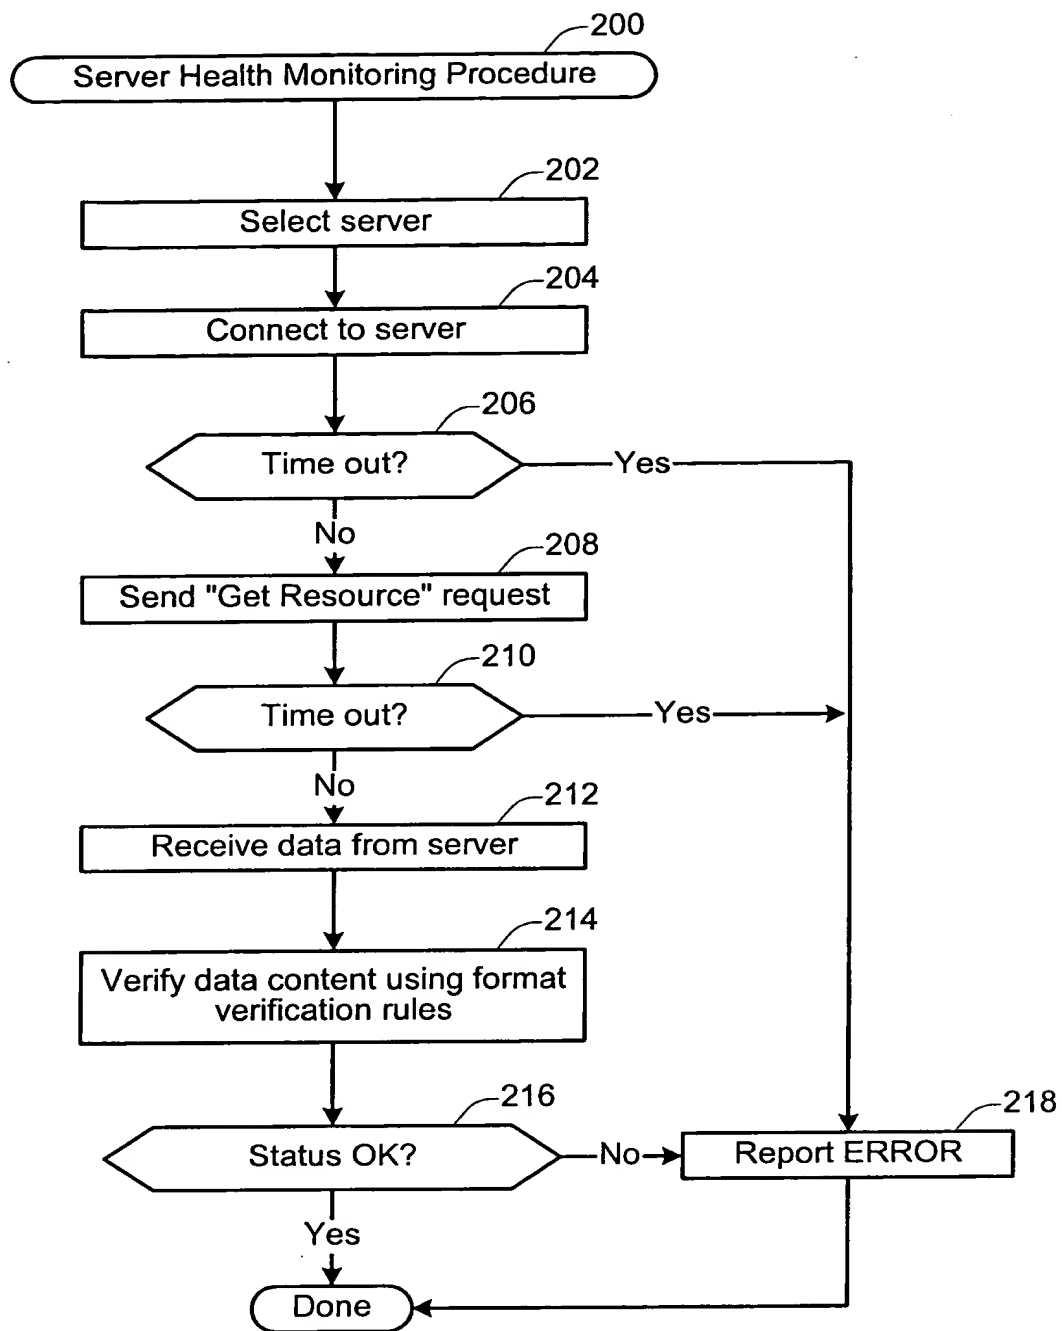 200
Server Health Monitoring Procedure
202
Select server
204
Connect to server
206
Time out?
Yes
No
208
Send "Get Resource" request
210
Time out?
Yes
No
212
Receive data from server
214
Verify data content using format
verification rules
216
218
Status OK?
No
Report ERROR
Yes
Done